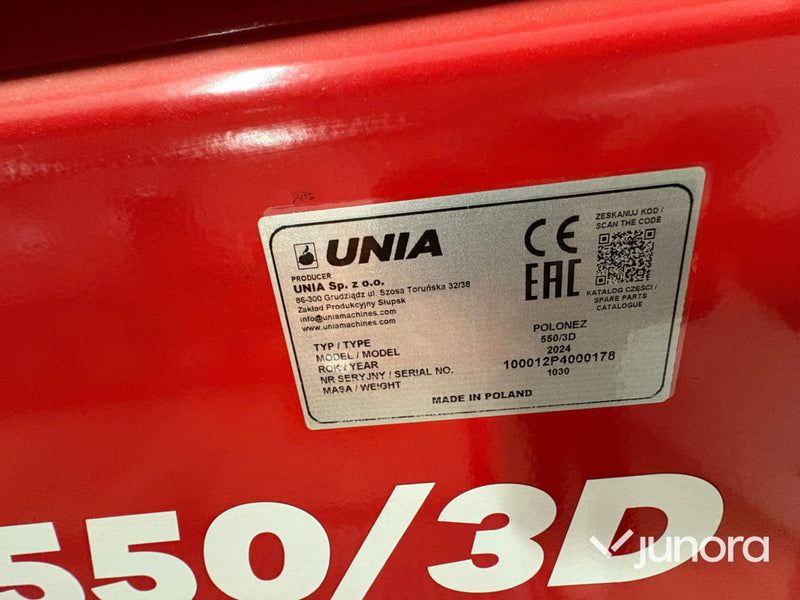 UNIA
PRODUCER
UNIA Sp. z o.o.
86-300 Grudziądz ul. Szosa Toruńska 32/38
Zakład Produkcyjny Słupsk
info@uniamachines.com
www.uniamachines.com
CE
EAC
ZESKANUJ KOD /
SCAN THE CODE
KATALOG CZĘŚCI /
SPARE PARTS
CATALOGUE
TYP / TYPE POLONEZ
MODEL / MODEL 550/3D
ROK / YEAR 2024
NR SERYJNY / SERIAL NO. 100012P4000178
MASA / WEIGHT 1030
MADE IN POLAND
550/3D
junora